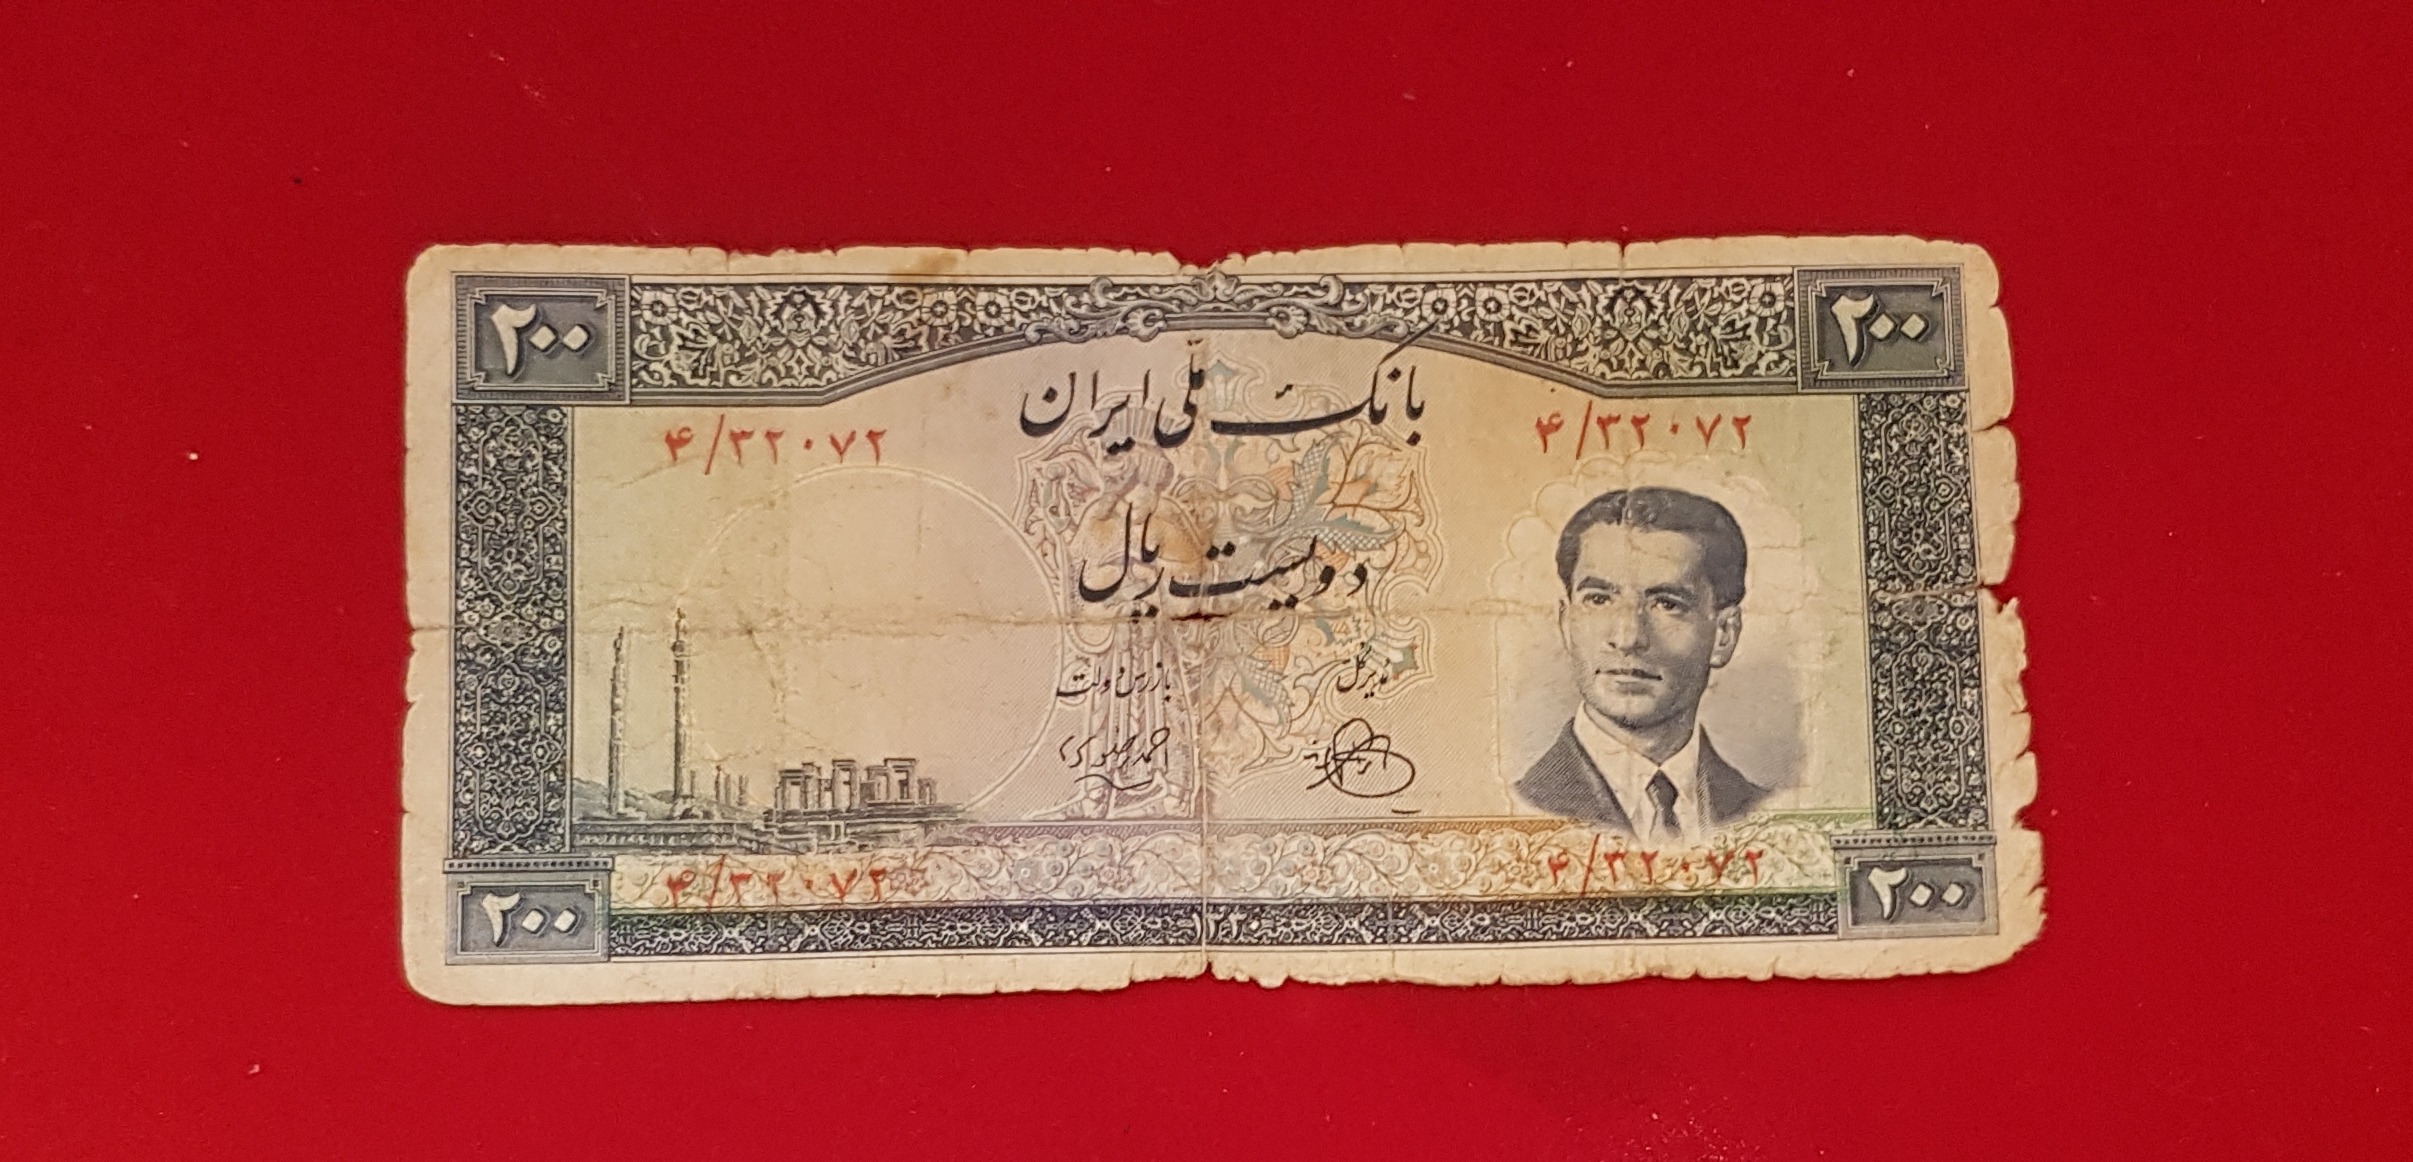 ۲۰۰
۲۰۰
بانک ملی ایران
۴/۳۲۰۷۲
۴/۳۲۰۷۲
دویست ریال
مدیر کل
بازرس دولت
۴/۳۲۰۷۲
۴/۳۲۰۷۲
۲۰۰
۱۳۳۰
۲۰۰